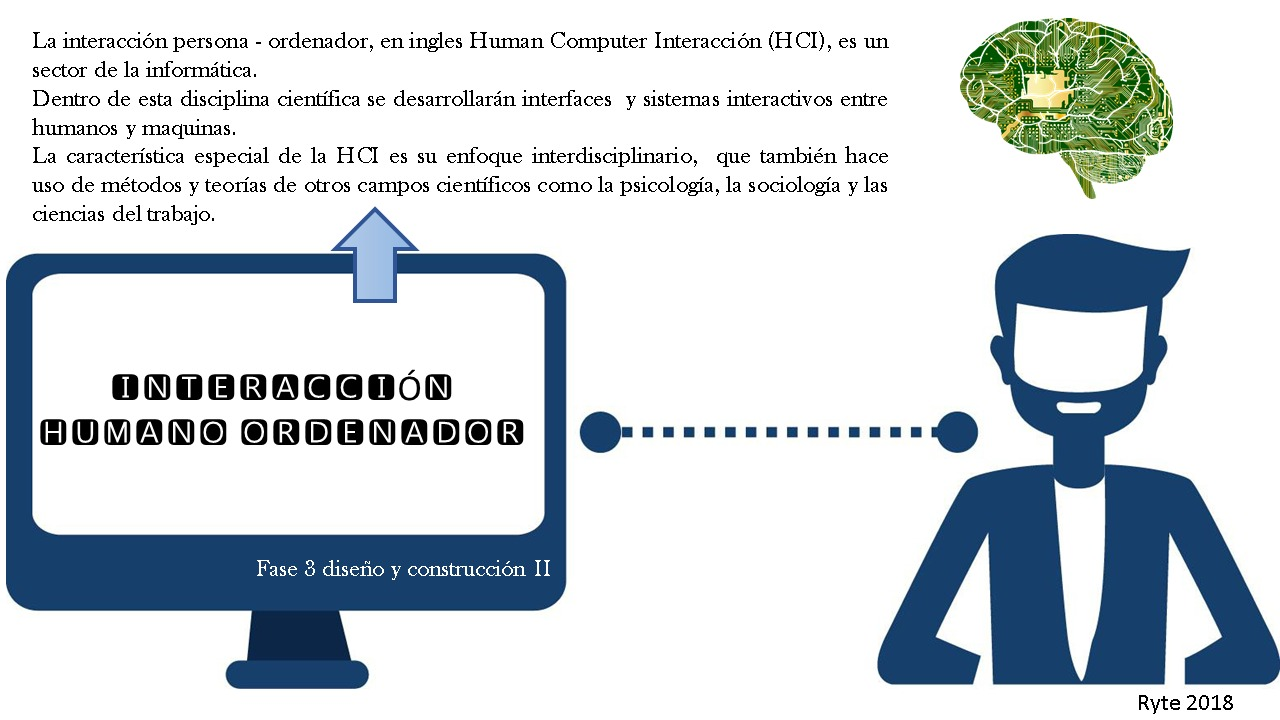 La interacción persona - ordenador, en ingles Human Computer Interacción (HCI), es un
sector de la informática.
Dentro de esta disciplina científica se desarrollarán interfaces y sistemas interactivos entre
humanos y maquinas.
La característica especial de la HCI es su enfoque interdisciplinario, que también hace
uso de métodos y teorías de otros campos científicos como la psicología, la sociología y las
ciencias del trabajo.
INTERACCIÓN
HUMANO ORDENADOR
Fase 3 diseño y construcción II
Ryte 2018